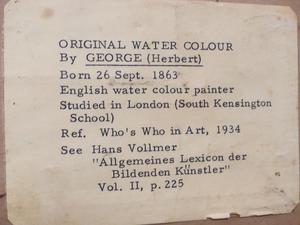 ORIGINAL WATER COLOUR
By GEORGE (Herbert)
Born 26 Sept. 1863
English water colour painter
Studied in London (South Kensington
School)
Ref. Who's Who in Art, 1934
See Hans Vollmer
"Allgemeines Lexicon der
Bildenden Künstler"
Vol. II, p. 225